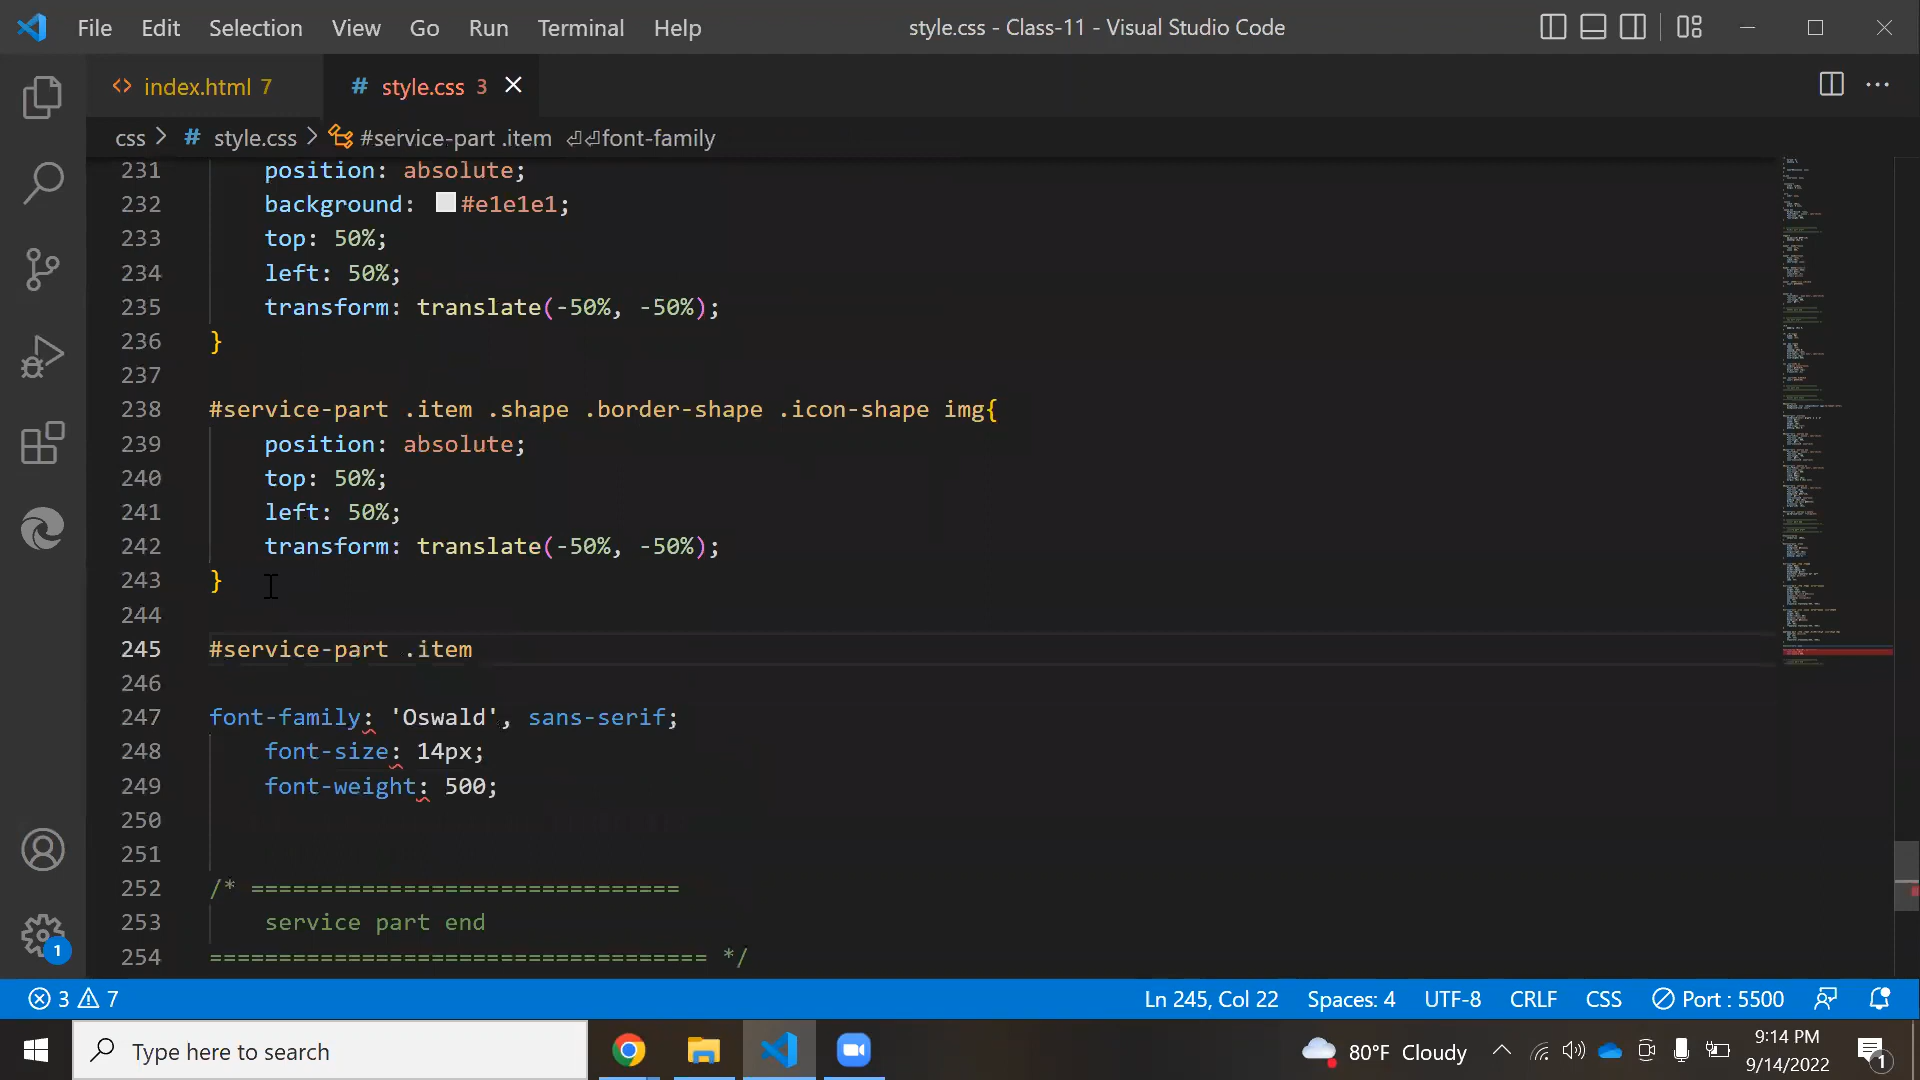 File Edit Selection View Go Run Terminal Help style.css - Class-11 - Visual Studio Code
<> index.html 7 # style.css 3
css > # style.css > #service-part .item font-family
231 position: absolute;
232 background: #e1e1e1;
233 top: 50%;
234 left: 50%;
235 transform: translate(-50%, -50%);
236 }
237
238 #service-part .item .shape .border-shape .icon-shape img{
239 position: absolute;
240 top: 50%;
241 left: 50%;
242 transform: translate(-50%, -50%);
243 }
244
245 #service-part .item
246
247 font-family: 'Oswald', sans-serif;
248 font-size: 14px;
249 font-weight: 500;
250
251
252 /* ===============================
253 service part end
254 ==================================== */
1
3 7 Ln 245, Col 22 Spaces: 4 UTF-8 CRLF CSS Port : 5500
Type here to search 80°F Cloudy 9:14 PM
9/14/2022 1